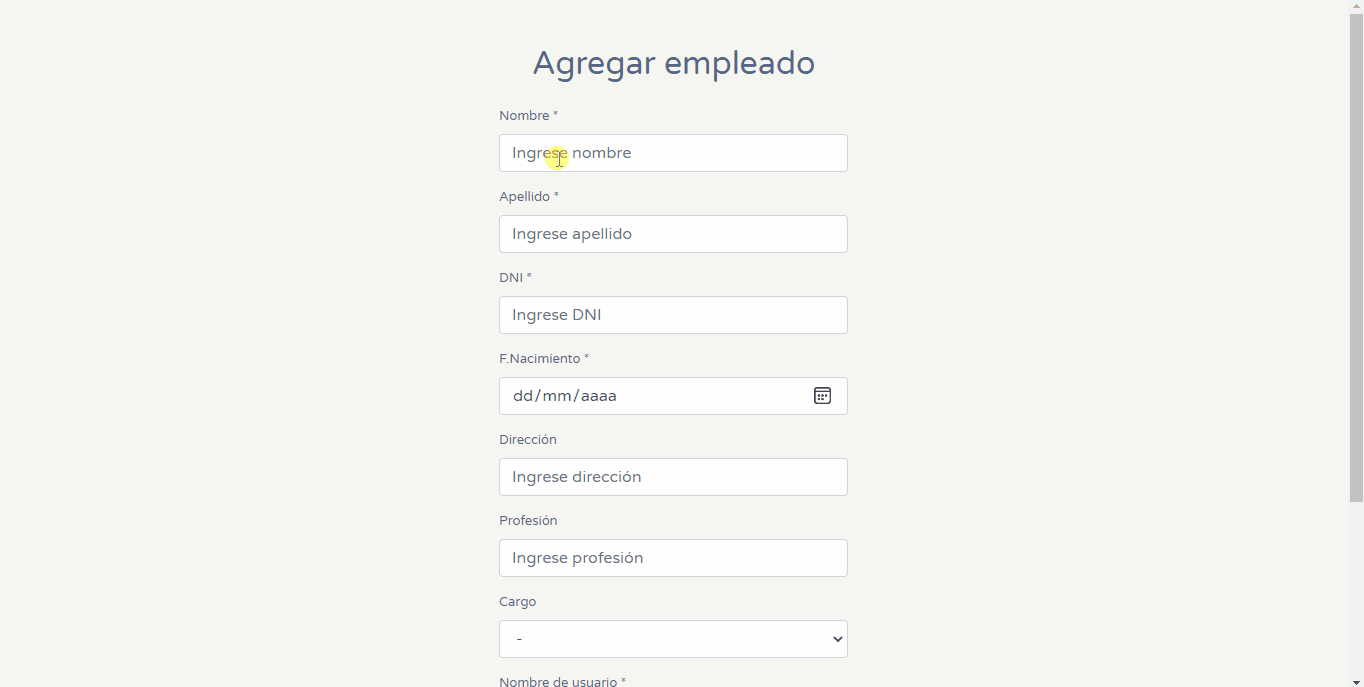 Agregar empleado
Nombre *
Ingrese nombre
Apellido *
Ingrese apellido
DNI *
Ingrese DNI
F.Nacimiento *
dd/mm/aaaa
Dirección
Ingrese dirección
Profesión
Ingrese profesión
Cargo
-
Nombre de usuario *